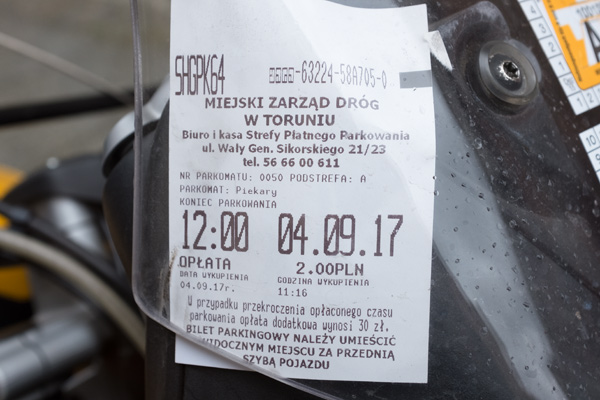 SHGPK64
-63224-58A705-0
MIEJSKI ZARZĄD DRÓG
W TORUNIU
Biuro i kasa Strefy Płatnego Parkowania
ul. Wały Gen. Sikorskiego 21/23
tel. 56 66 00 611
NR PARKOMATU: 0050 PODSTREFA: A
PARKOMAT: Piekary
KONIEC PARKOWANIA
12:00 04.09.17
OPŁATA 2.00PLN
DATA WYKUPIENIA GODZINA WYKUPIENIA
04.09.17r. 11:16
W przypadku przekroczenia opłaconego czasu
parkowania opłata dodatkowa wynosi 30 zł.
BILET PARKINGOWY NALEŻY UMIEŚCIĆ
WIDOCZNYM MIEJSCU ZA PRZEDNIĄ
SZYBĄ POJAZDU